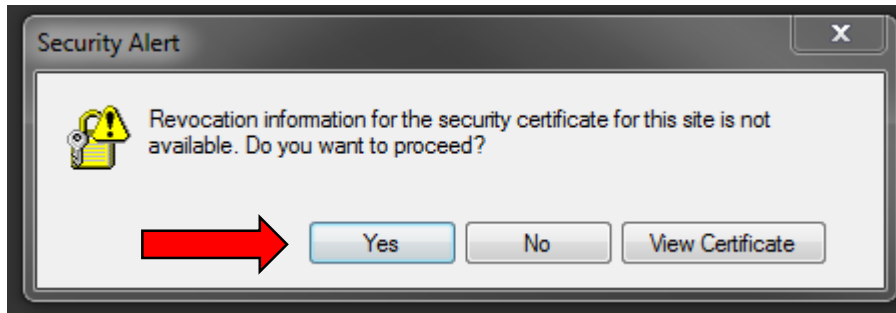 Security Alert
X
Revocation information for the security certificate for this site is not
available. Do you want to proceed?
Yes No View Certificate